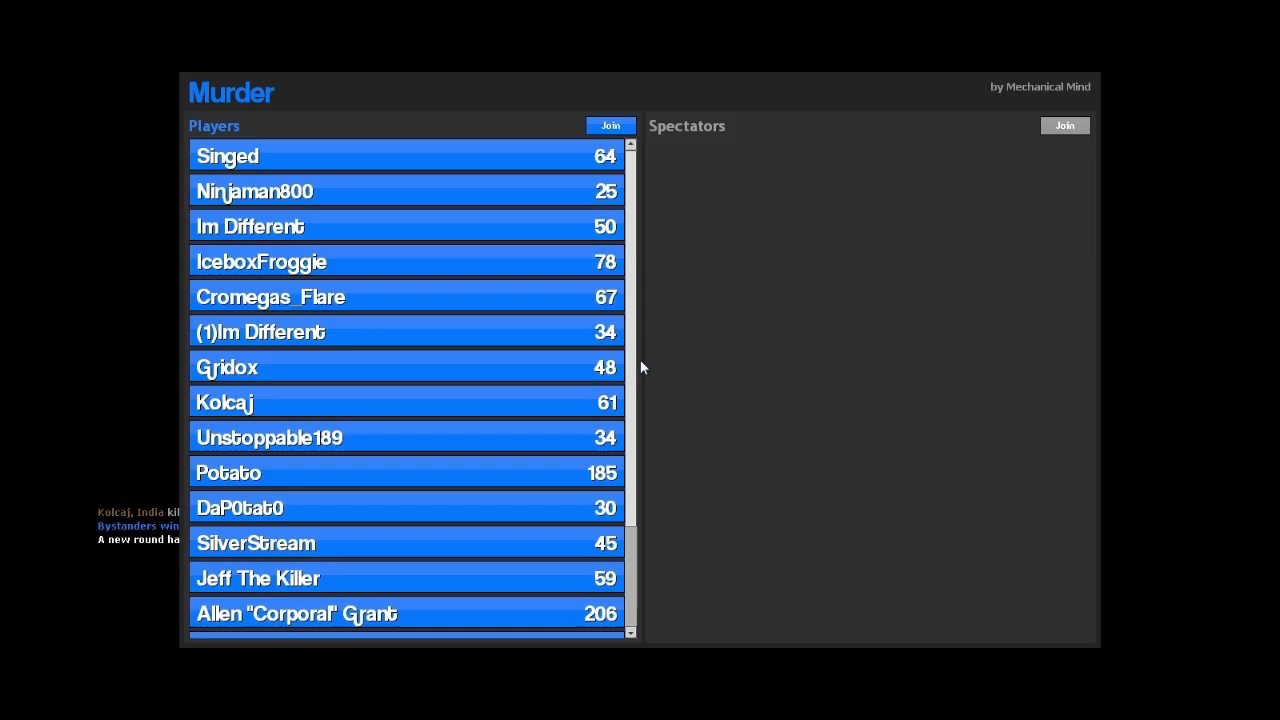 Murder
by Mechanical Mind
Players
Join
Spectators
Join
Singed 64
Ninjaman800 25
Im Different 50
IceboxFroggie 78
Cromegas_Flare 67
(1)Im Different 34
Gridox 48
Kolcaj 61
Unstoppable189 34
Potato 185
DaP0tat0 30
SilverStream 45
Jeff The Killer 59
Allen "Corporal" Grant 206
Kolcaj, India kil
Bystanders win
A new round ha